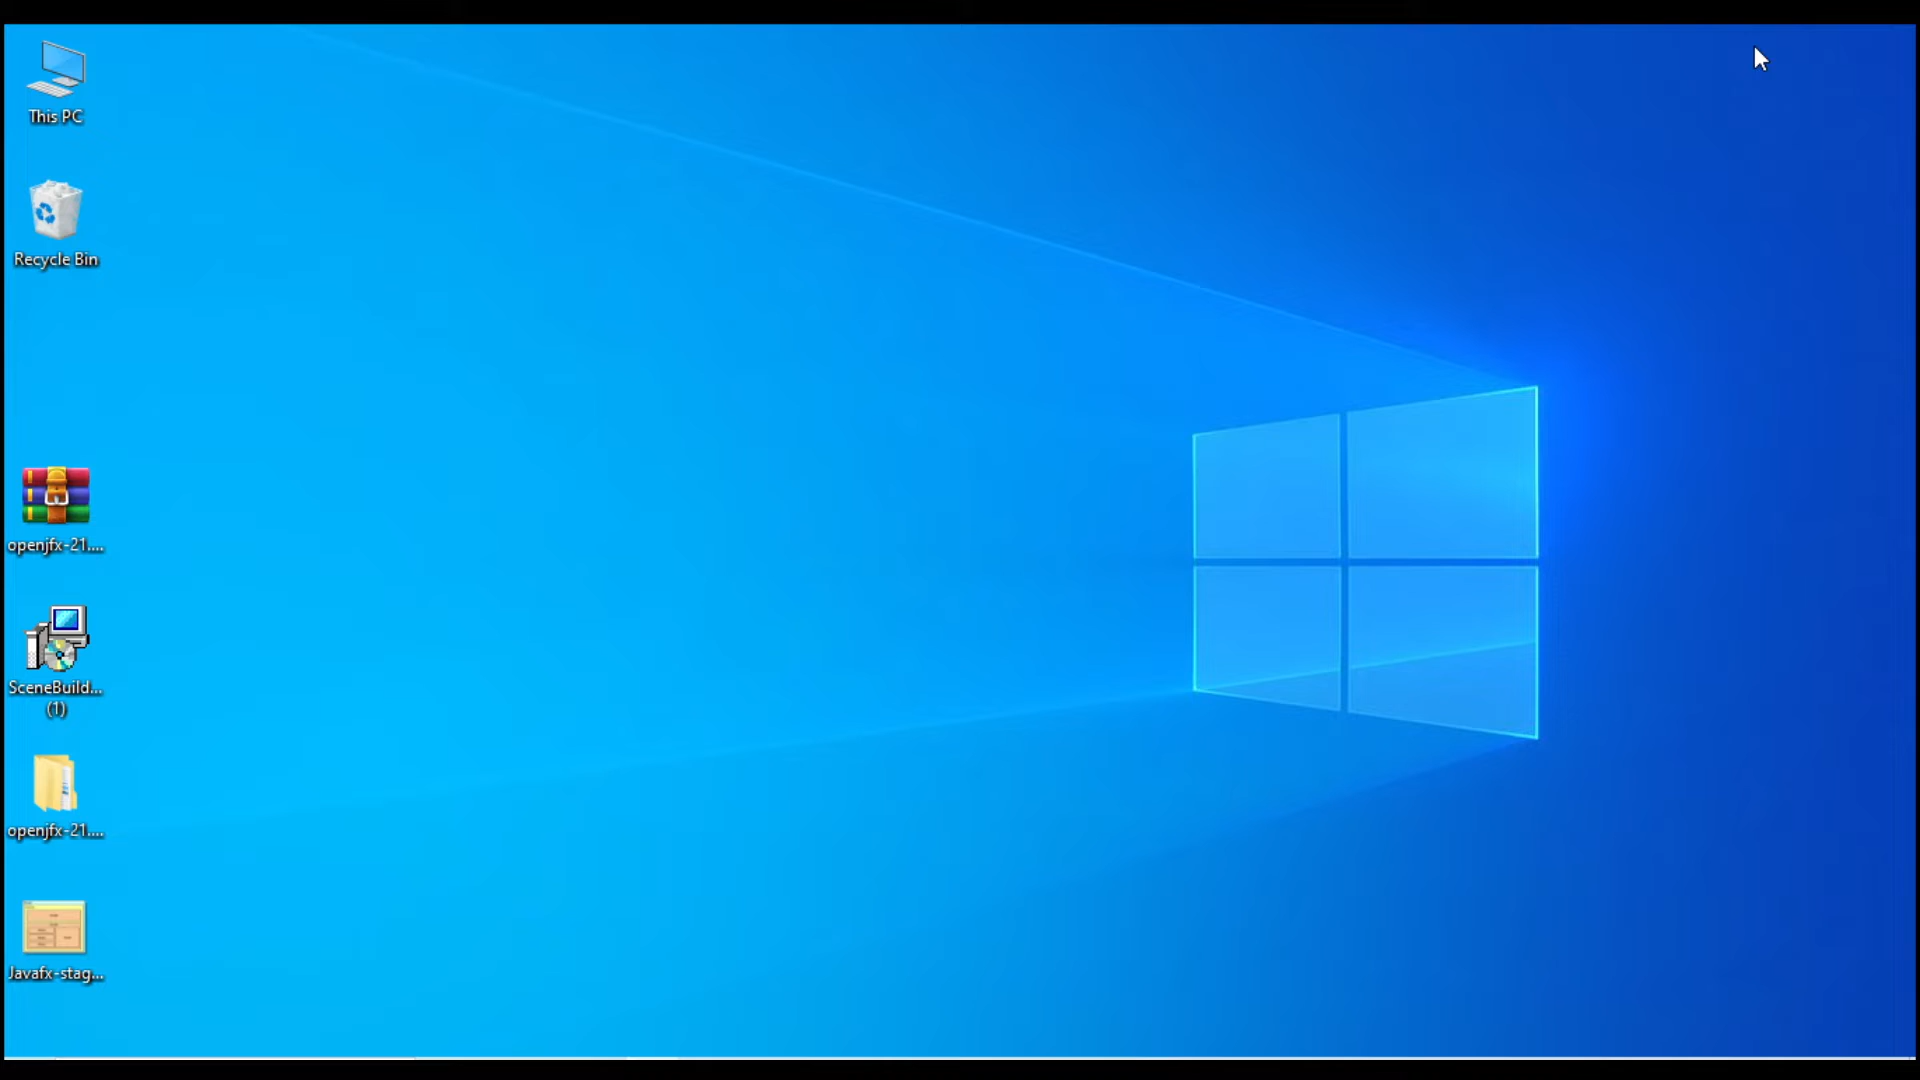 This PC
Recycle Bin
openjfx-21....
SceneBuild...
(1)
openjfx-21....
Javafx-stag...